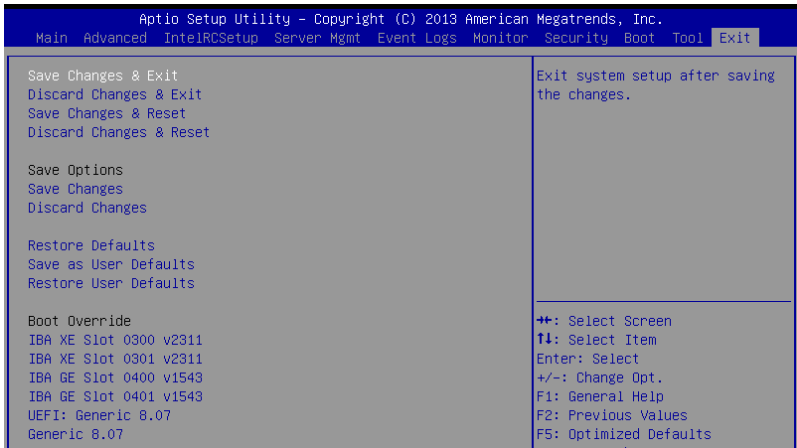 Aptio Setup Utility – Copyright (C) 2013 American Megatrends, Inc.
Main Advanced IntelRCSetup Server Mgmt Event Logs Monitor Security Boot Tool Exit
Save Changes & Exit
Discard Changes & Exit
Save Changes & Reset
Discard Changes & Reset
Save Options
Save Changes
Discard Changes
Restore Defaults
Save as User Defaults
Restore User Defaults
Boot Override
IBA XE Slot 0300 v2311
IBA XE Slot 0301 v2311
IBA GE Slot 0400 v1543
IBA GE Slot 0401 v1543
UEFI: Generic 8.07
Generic 8.07
Exit system setup after saving
the changes.
→←: Select Screen
↑↓: Select Item
Enter: Select
+/-: Change Opt.
F1: General Help
F2: Previous Values
F5: Optimized Defaults